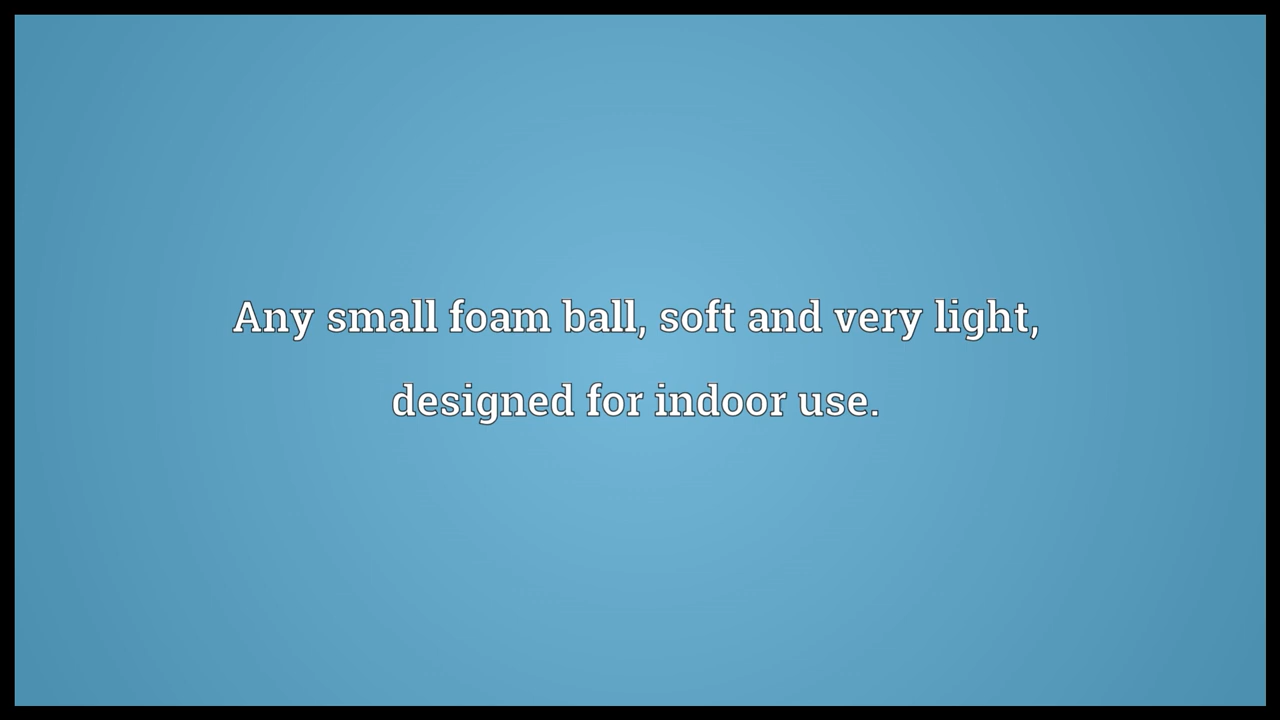 Any small foam ball, soft and very light,
designed for indoor use.